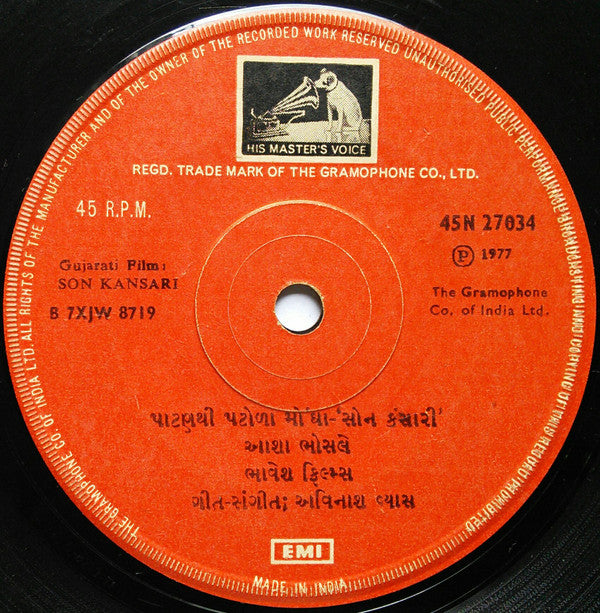 ALL RIGHTS OF THE MANUFACTURER AND OF THE OWNER OF THE RECORDED WORK RESERVED UNAUTHORISED PUBLIC
HIS MASTER'S VOICE
REGD. TRADE MARK OF THE GRAMOPHONE CO., LTD.
45 R.P.M.
45N 27034
Ⓟ 1977
Gujarati Film:
SON KANSARI
B 7XJW 8719
The Gramophone
Co. of India Ltd.
પાટણથી પટોળા મોંઘા-'સોન કંસારી'
આશા ભોસલે
ભાવેશ ફિલ્મ્સ
ગીત-સંગીત; અવિનાશ વ્યાસ
EMI
MADE IN INDIA
THE GRAMOPHONE CO. OF INDIA LTD.